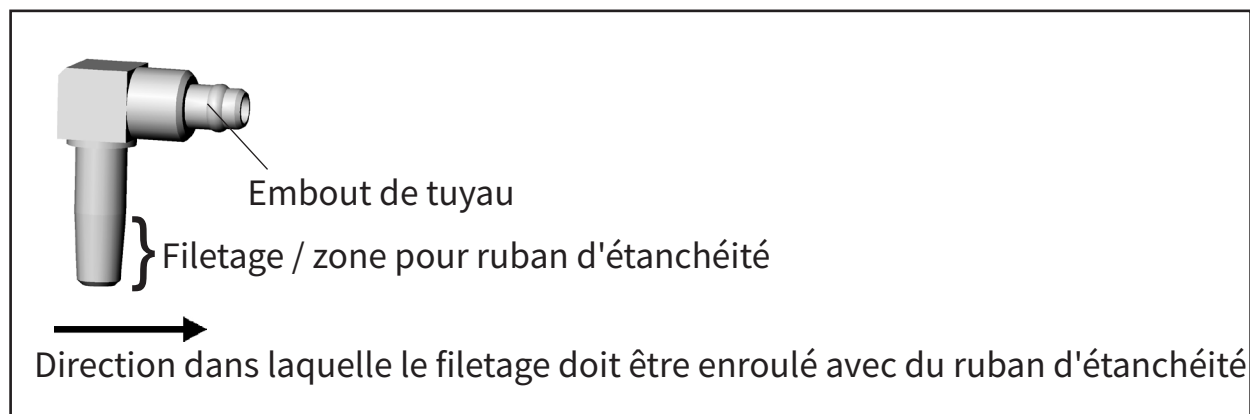 Embout de tuyau
Filetage / zone pour ruban d'étanchéité
Direction dans laquelle le filetage doit être enroulé avec du ruban d'étanchéité